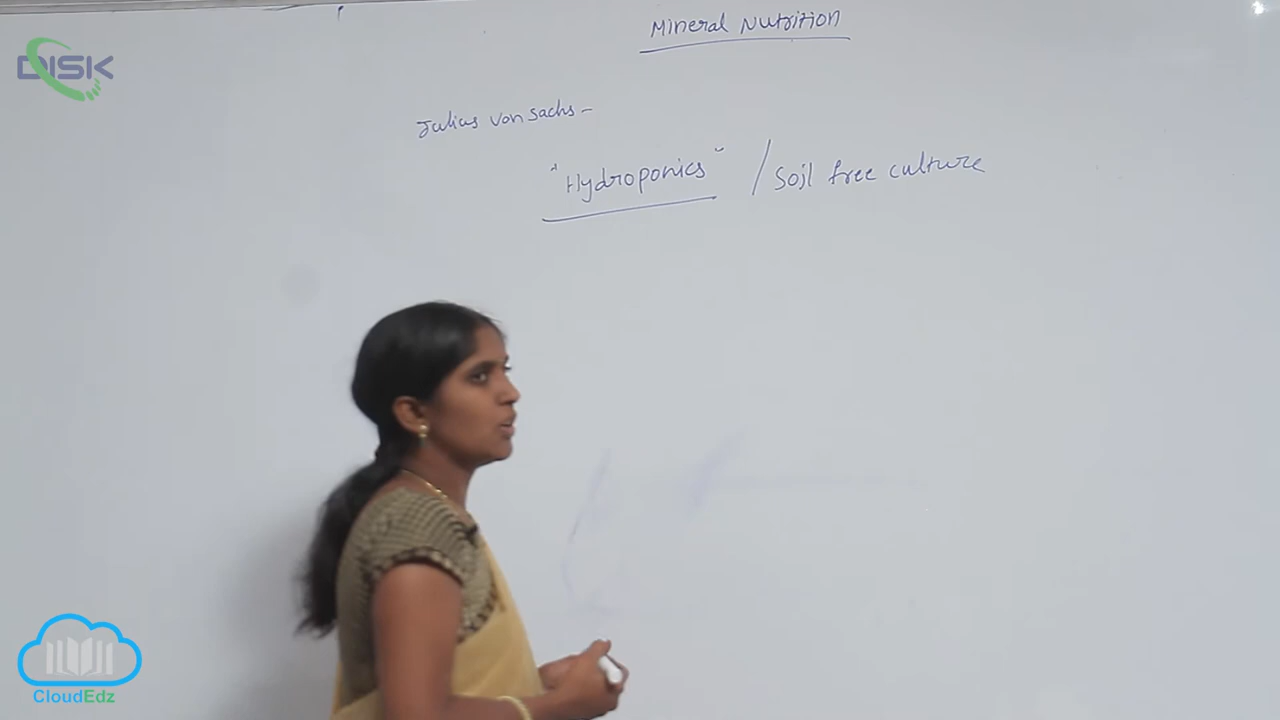 Mineral Nutrition
DISK
Julius von Sachs -
"Hydroponics" / Soil free culture
CloudEdz